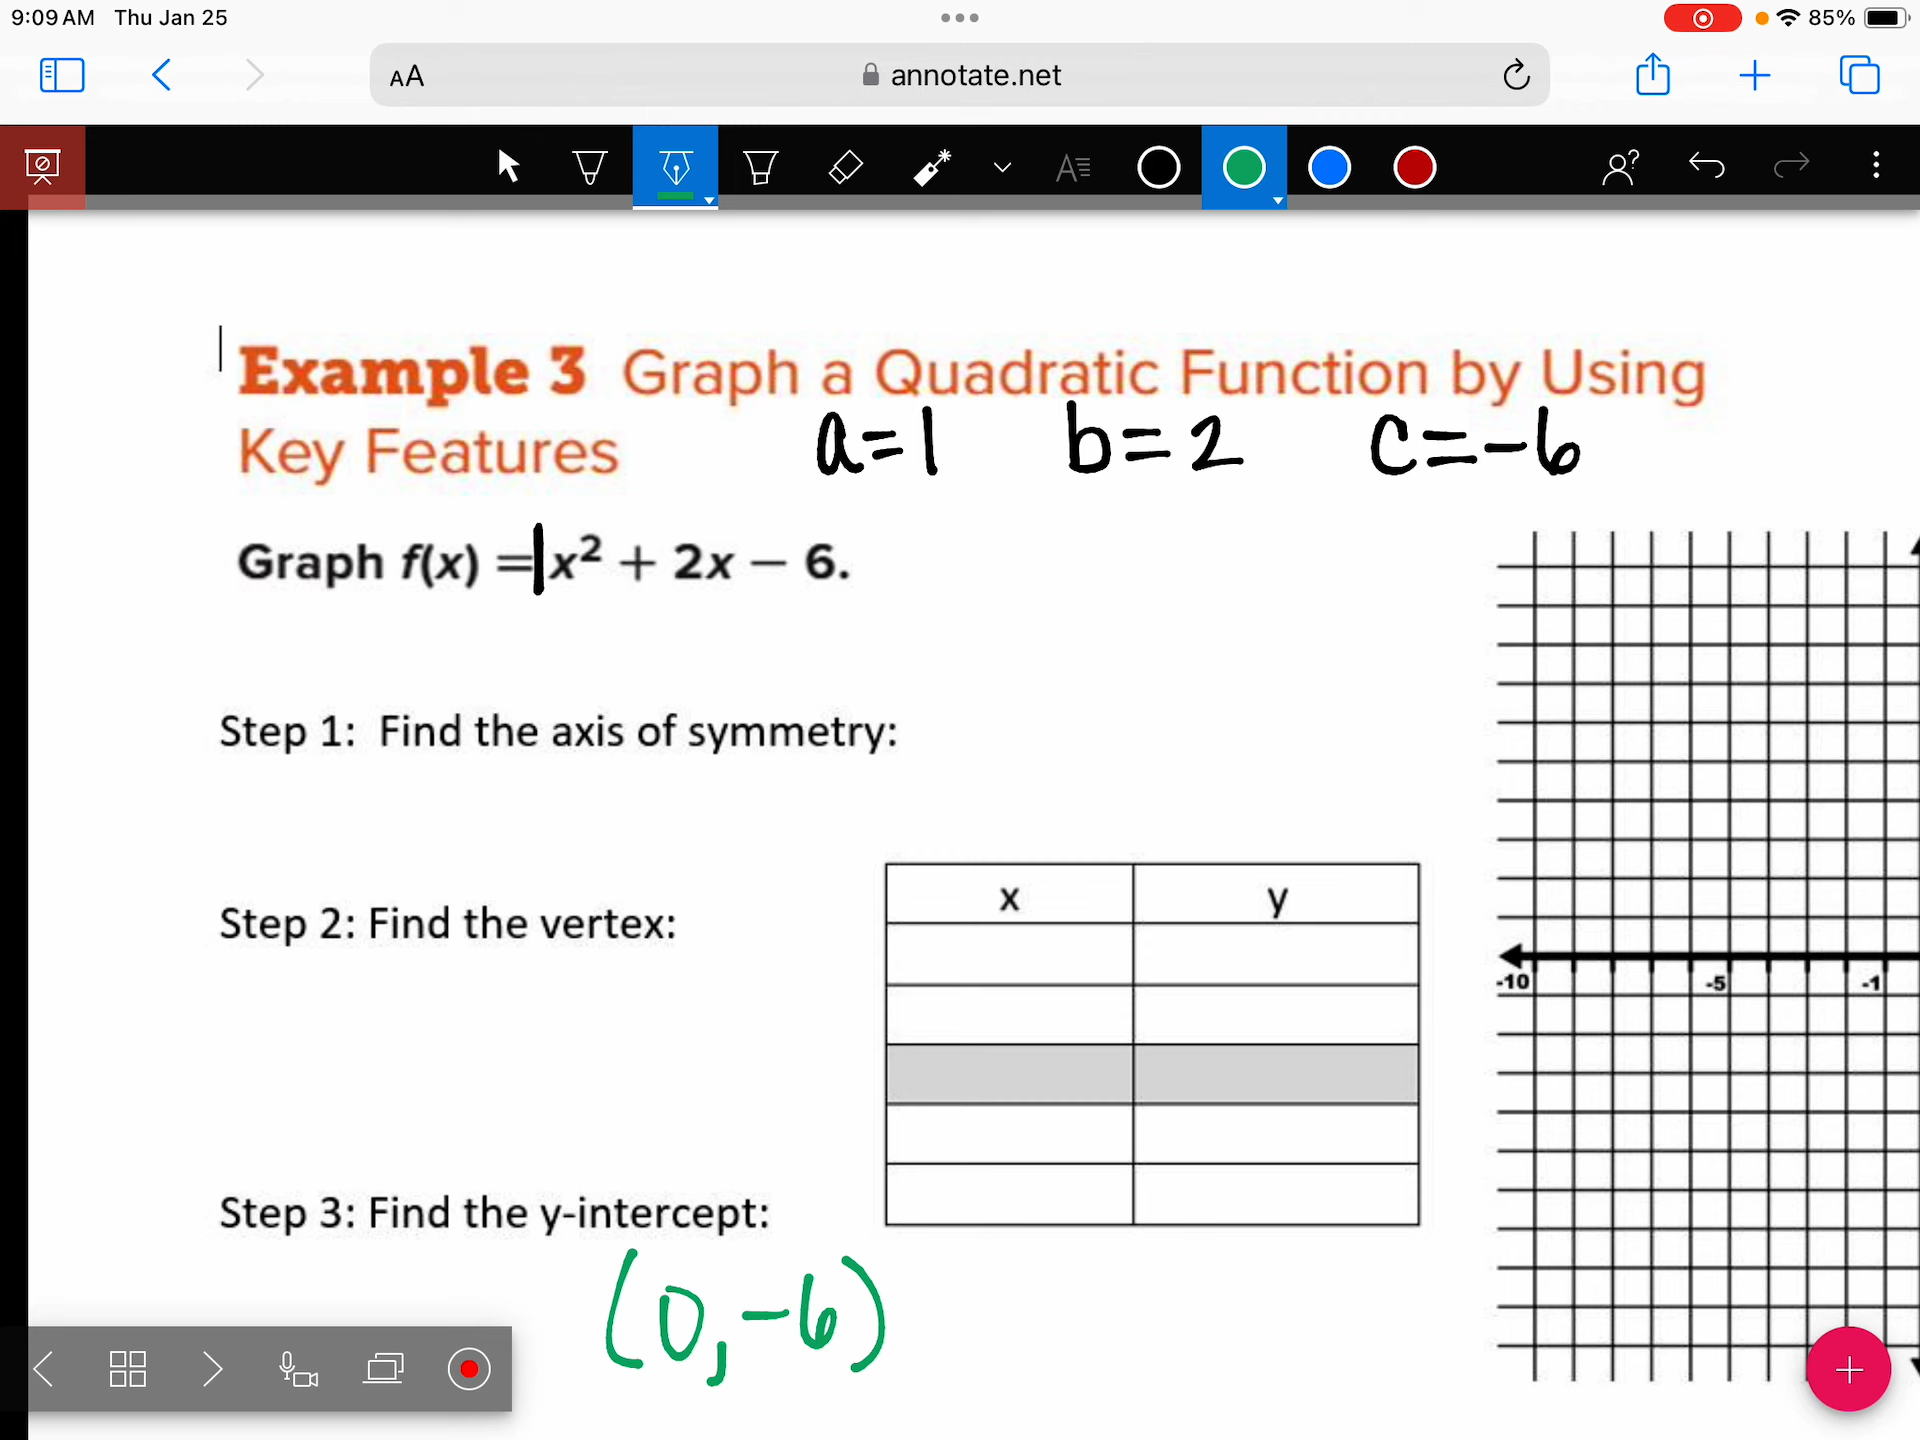 9:09 AM Thu Jan 25
85%
AA annotate.net
Example 3 Graph a Quadratic Function by Using
Key Features a=1 b=2 c=-6
Graph f(x) =1x² + 2x – 6.
Step 1: Find the axis of symmetry:
x y
Step 2: Find the vertex:
-10 -5 -1
Step 3: Find the y-intercept:
(0,-6)